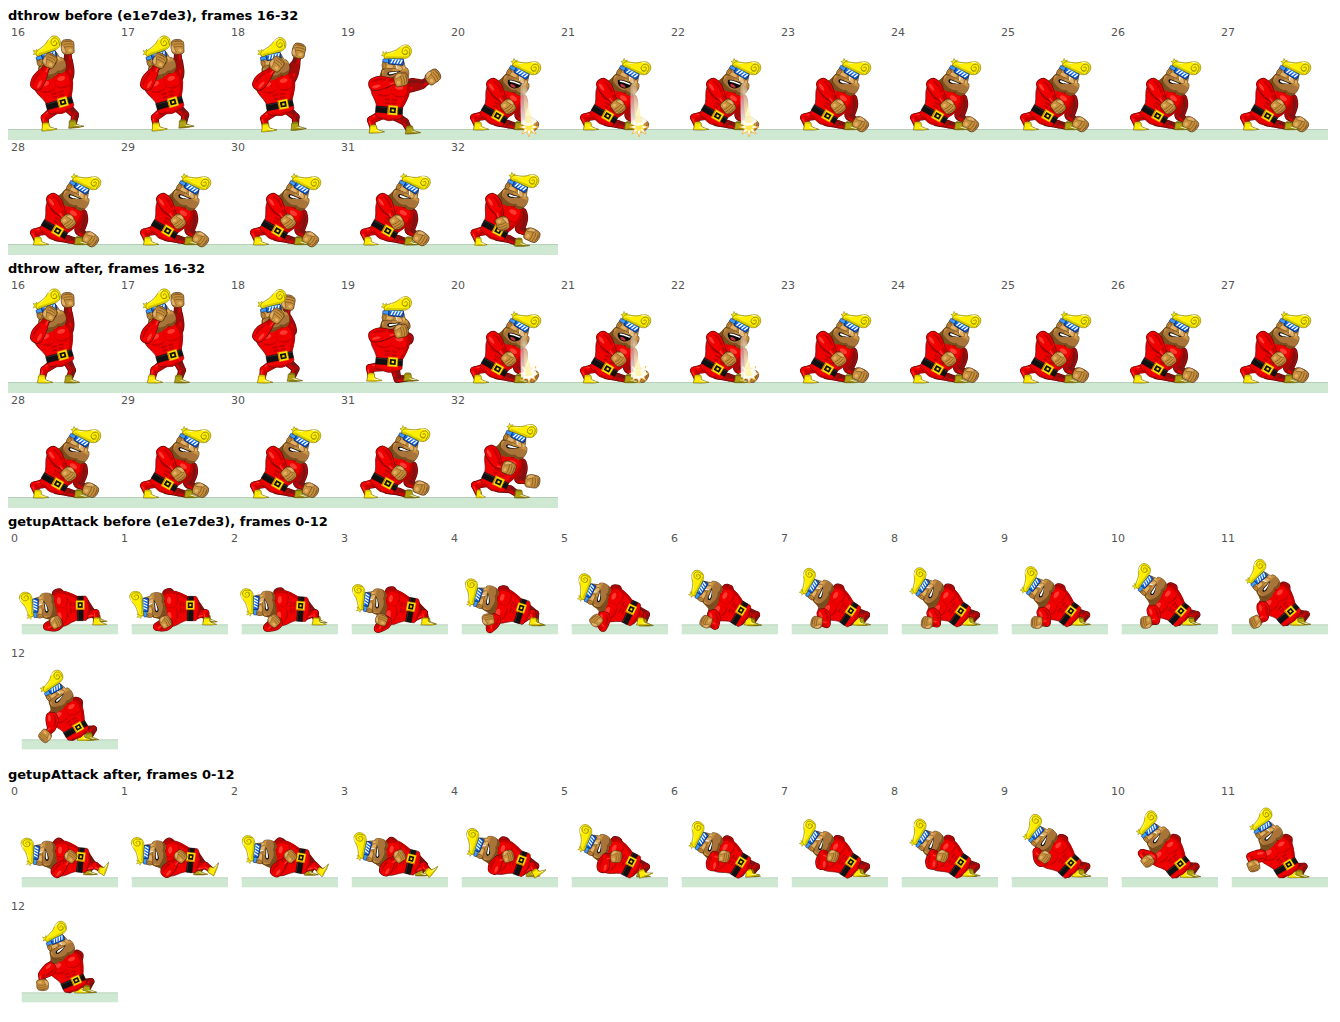 dthrow before (e1e7de3), frames 16-32
16 17 18 19 20 21 22 23 24 25 26 27
28 29 30 31 32
dthrow after, frames 16-32
16 17 18 19 20 21 22 23 24 25 26 27
28 29 30 31 32
getupAttack before (e1e7de3), frames 0-12
0 1 2 3 4 5 6 7 8 9 10 11
12
getupAttack after, frames 0-12
0 1 2 3 4 5 6 7 8 9 10 11
12